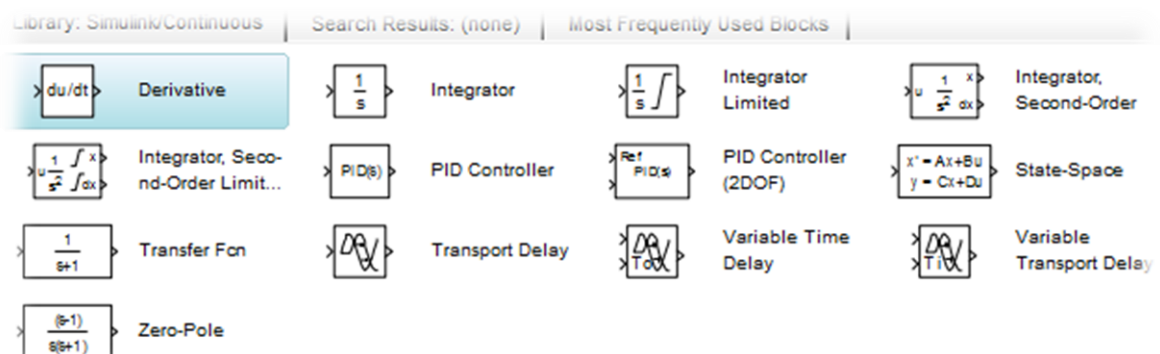 Library: Simulink/Continuous Search Results: (none) Most Frequently Used Blocks
du/dt Derivative
1
s
Integrator
1
s
Integrator
Limited
u 1 x
s² dx
Integrator,
Second-Order
u 1 x
s² dx
Integrator, Seco-
nd-Order Limit...
PID(s) PID Controller
Ref
PID(s)
PID Controller
(2DOF)
x' = Ax+Bu
y = Cx+Du
State-Space
1
s+1
Transfer Fcn
Transport Delay
To
Variable Time
Delay
Ti
Variable
Transport Delay
(s-1)
s(s+1)
Zero-Pole